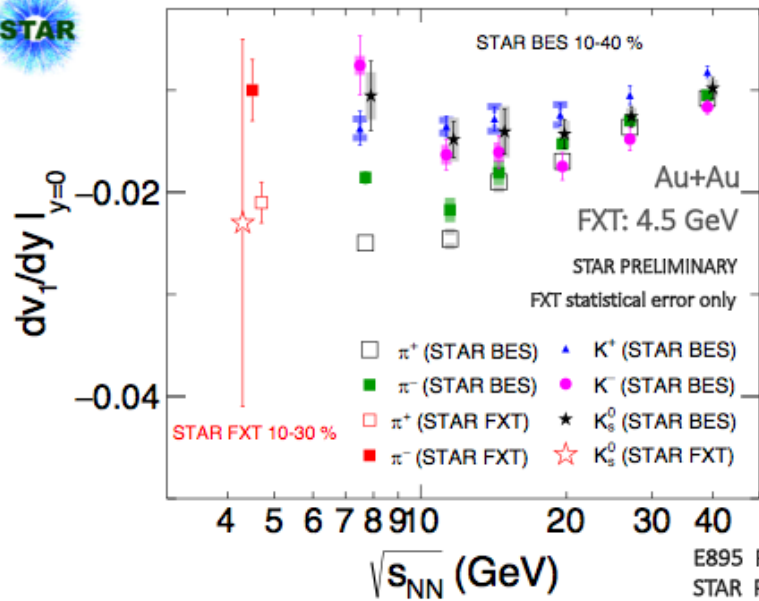 STAR
STAR BES 10-40 %
−0.02
−0.04
dv₁/dy |y=0
Au+Au
FXT: 4.5 GeV
STAR PRELIMINARY
FXT statistical error only
π⁺ (STAR BES)
K⁺ (STAR BES)
π⁻ (STAR BES)
K⁻ (STAR BES)
π⁺ (STAR FXT)
K⁰s (STAR BES)
π⁻ (STAR FXT)
K⁰s (STAR FXT)
STAR FXT 10-30 %
4 5 6 7 8 910 20 30 40
√sNN (GeV)
E895
STAR